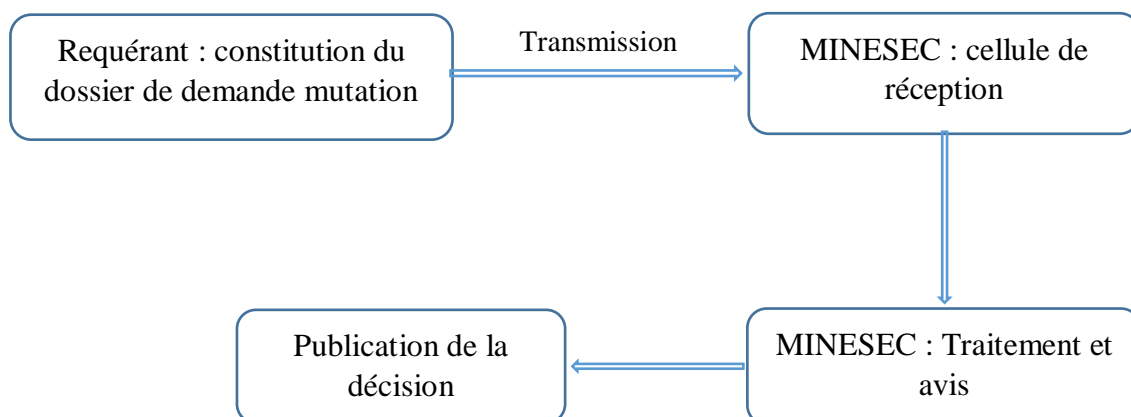 Requérant : constitution du
dossier de demande mutation
Transmission
MINESEC : cellule de
réception
MINESEC : Traitement et
avis
Publication de la
décision